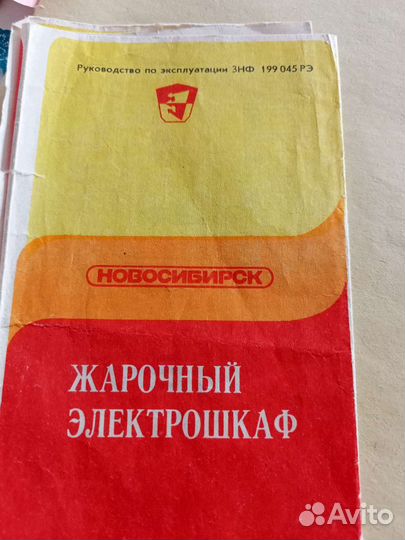 Руководство по эксплуатации ЗНФ 199 045 РЭ
НОВОСИБИРСК
ЖАРОЧНЫЙ
ЭЛЕКТРОШКАФ
Avito